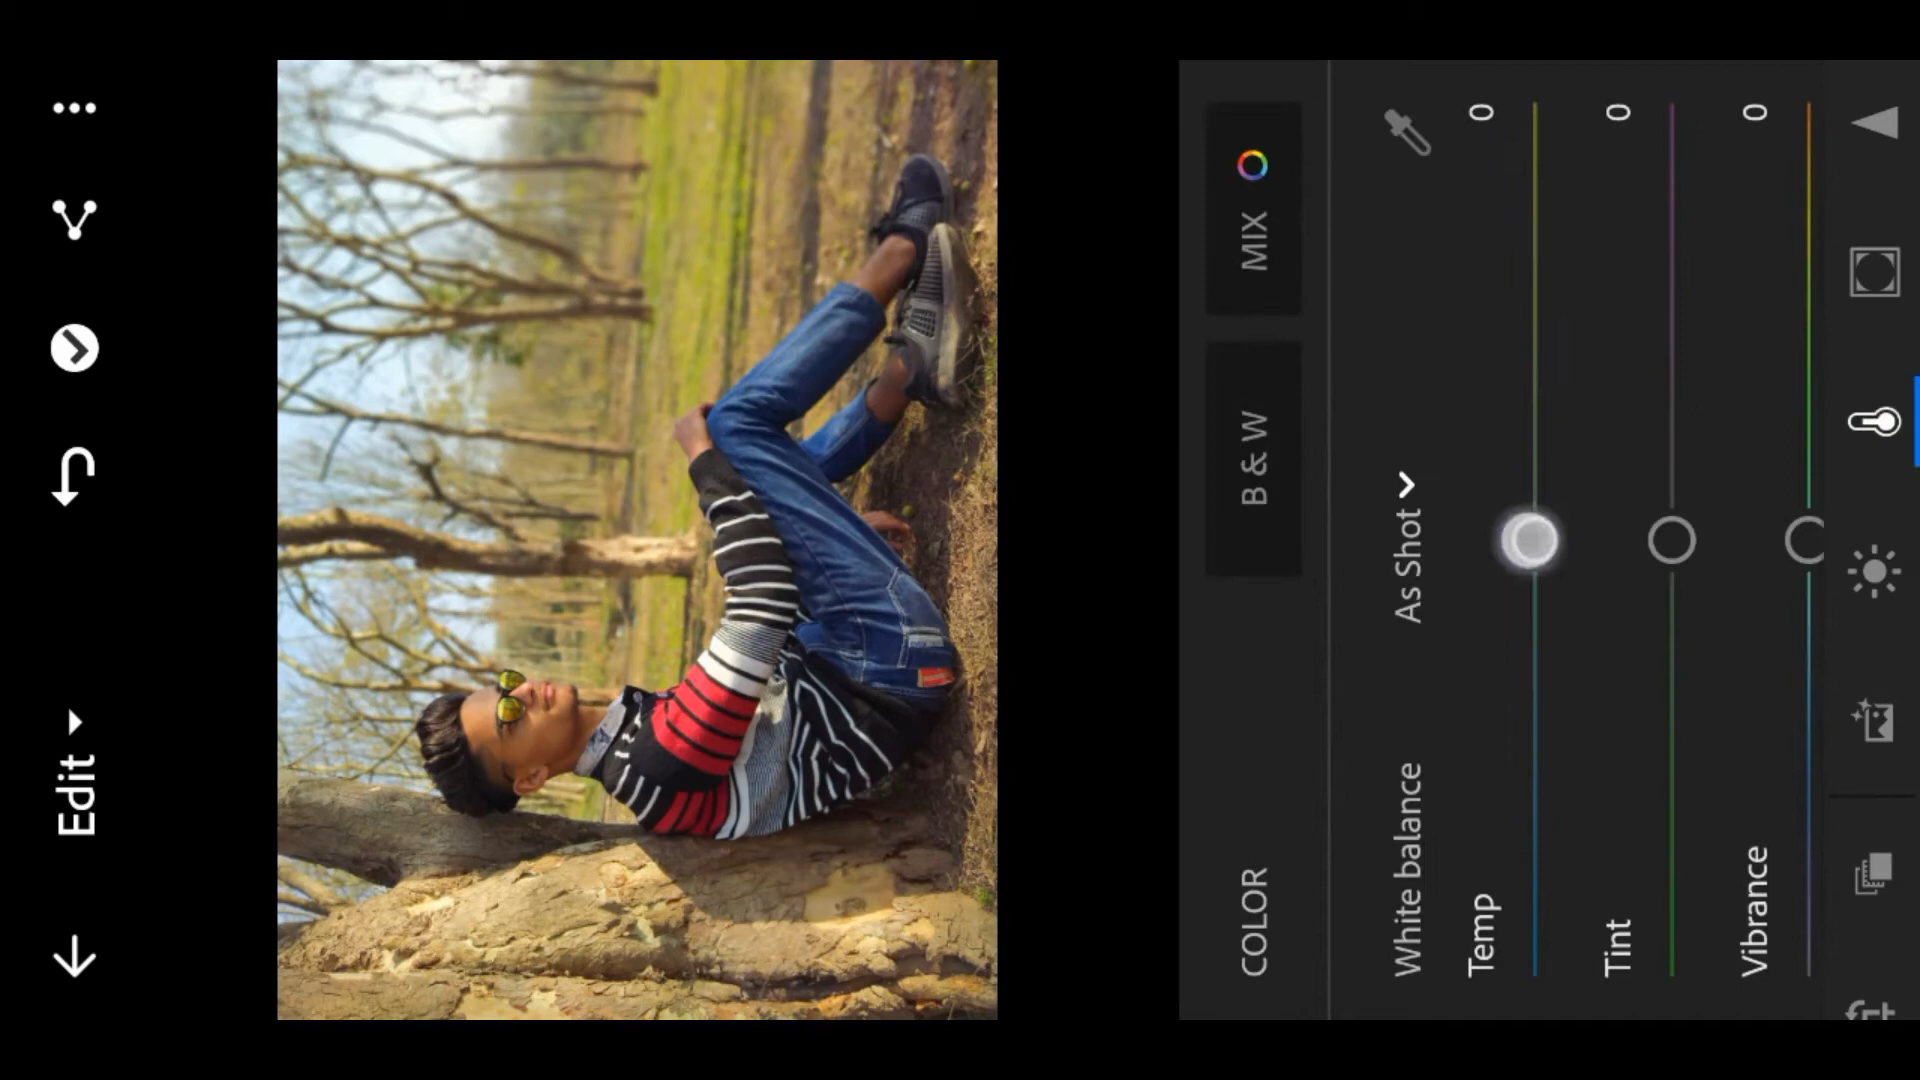 Edit
COLOR
B & W
MIX
White balance
As Shot
Temp
0
Tint
0
Vibrance
0